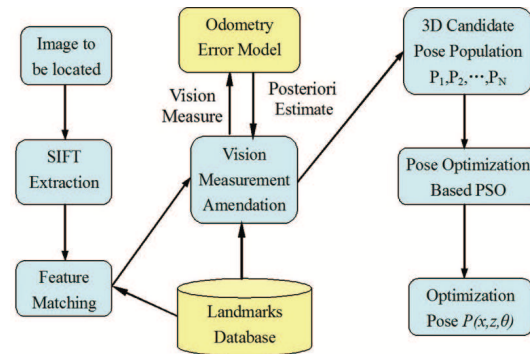 Image to
be located
SIFT
Extraction
Feature
Matching
Odometry
Error Model
Vision
Measure
Posteriori
Estimate
Vision
Measurement
Amendation
Landmarks
Database
3D Candidate
Pose Population
P₁,P₂,⋯,Pₙ
Pose Optimization
Based PSO
Optimization
Pose P(x,z,θ)